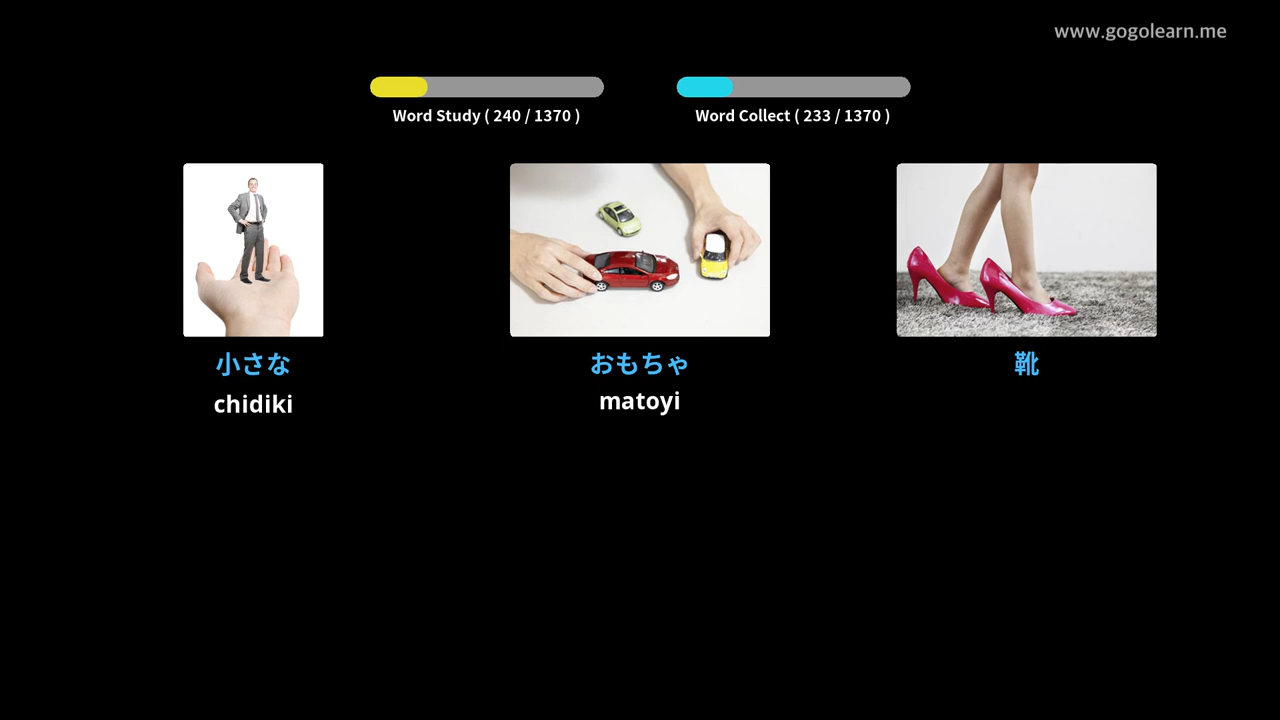 www.gogolearn.me
Word Study ( 240 / 1370 )
Word Collect ( 233 / 1370 )
小さな
おもちゃ
靴
chidiki
matoyi